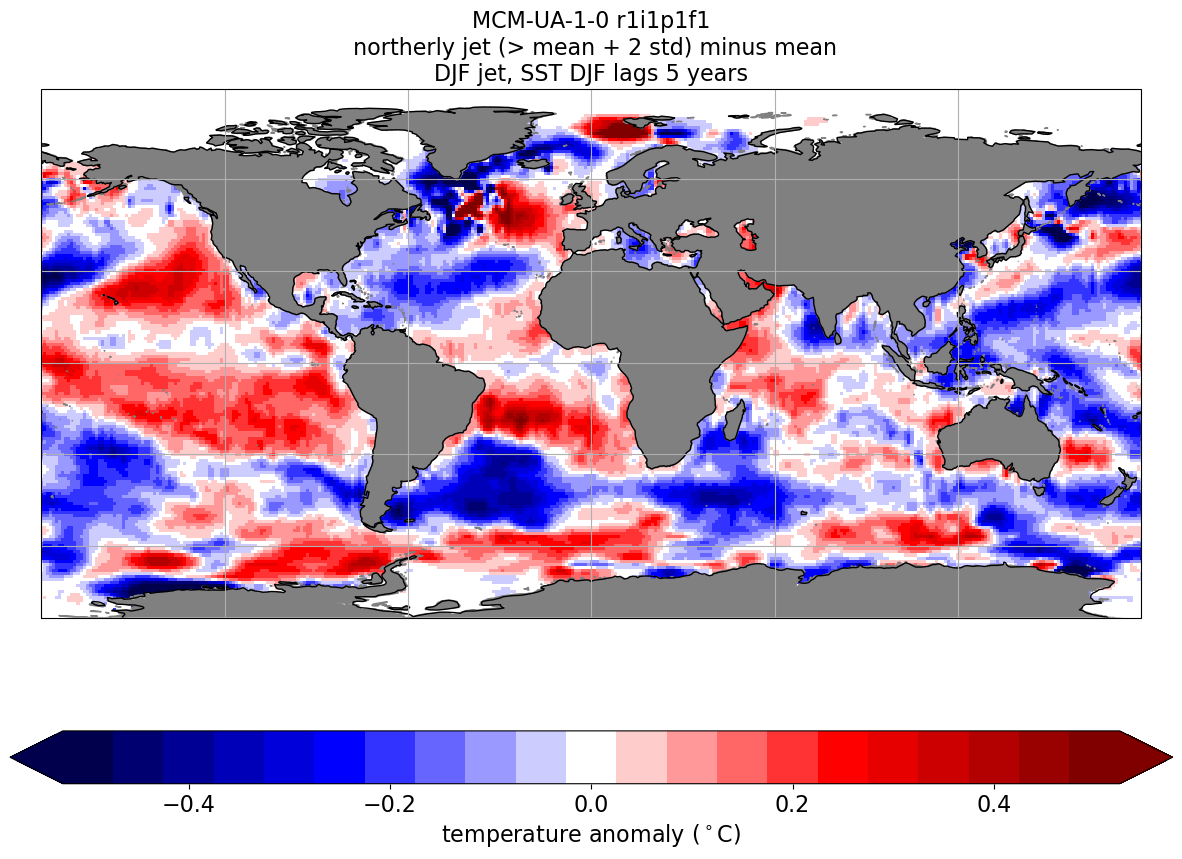 MCM-UA-1-0 r1i1p1f1
northerly jet (> mean + 2 std) minus mean
DJF jet, SST DJF lags 5 years
−0.4 −0.2 0.0 0.2 0.4
temperature anomaly (°C)